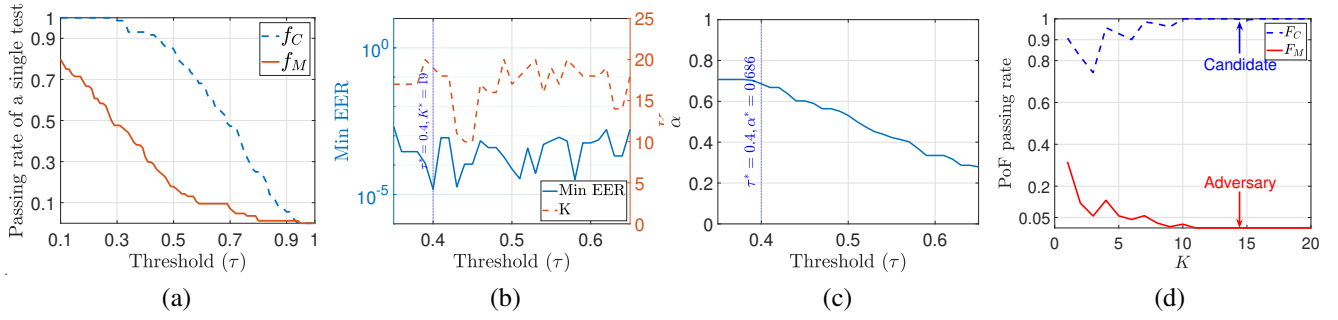 Passing rate of a single test
1
0.9
0.7
0.5
0.3
0.1
0.1 0.3 0.5 0.7 0.9 1
Threshold (τ)
f_C
f_M
(a)
Min EER
10^0
10^-5
τ* = 0.4, K* = 19
25
20
15
10
5
0
K
Min EER
K
0.4 0.5 0.6
Threshold (τ)
(b)
α
1
0.8
0.6
0.4
0.2
0
τ* = 0.4, α* = 0.686
0.4 0.5 0.6
Threshold (τ)
(c)
PoF passing rate
1
0.9
0.8
0.2
0.05
F_C
F_M
Candidate
Adversary
0 5 10 15 20
K
(d)